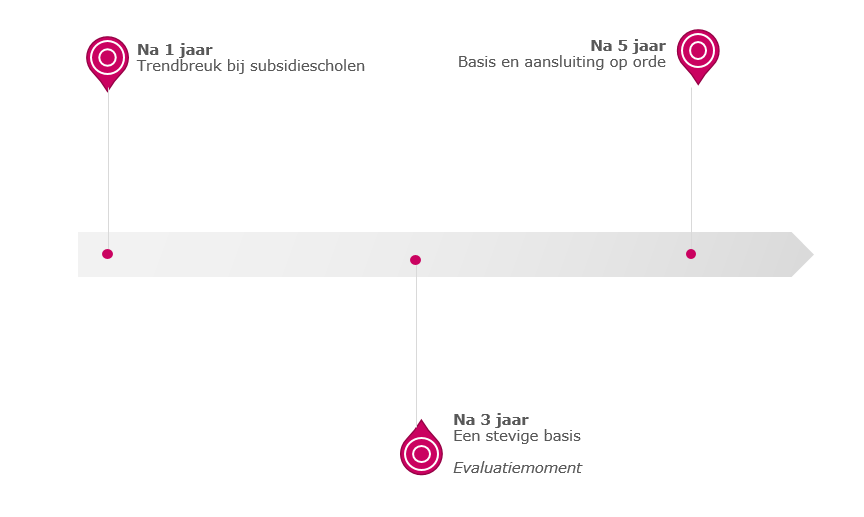 Na 1 jaar
Trendbreuk bij subsidiescholen
Na 5 jaar
Basis en aansluiting op orde
Na 3 jaar
Een stevige basis
Evaluatiemoment